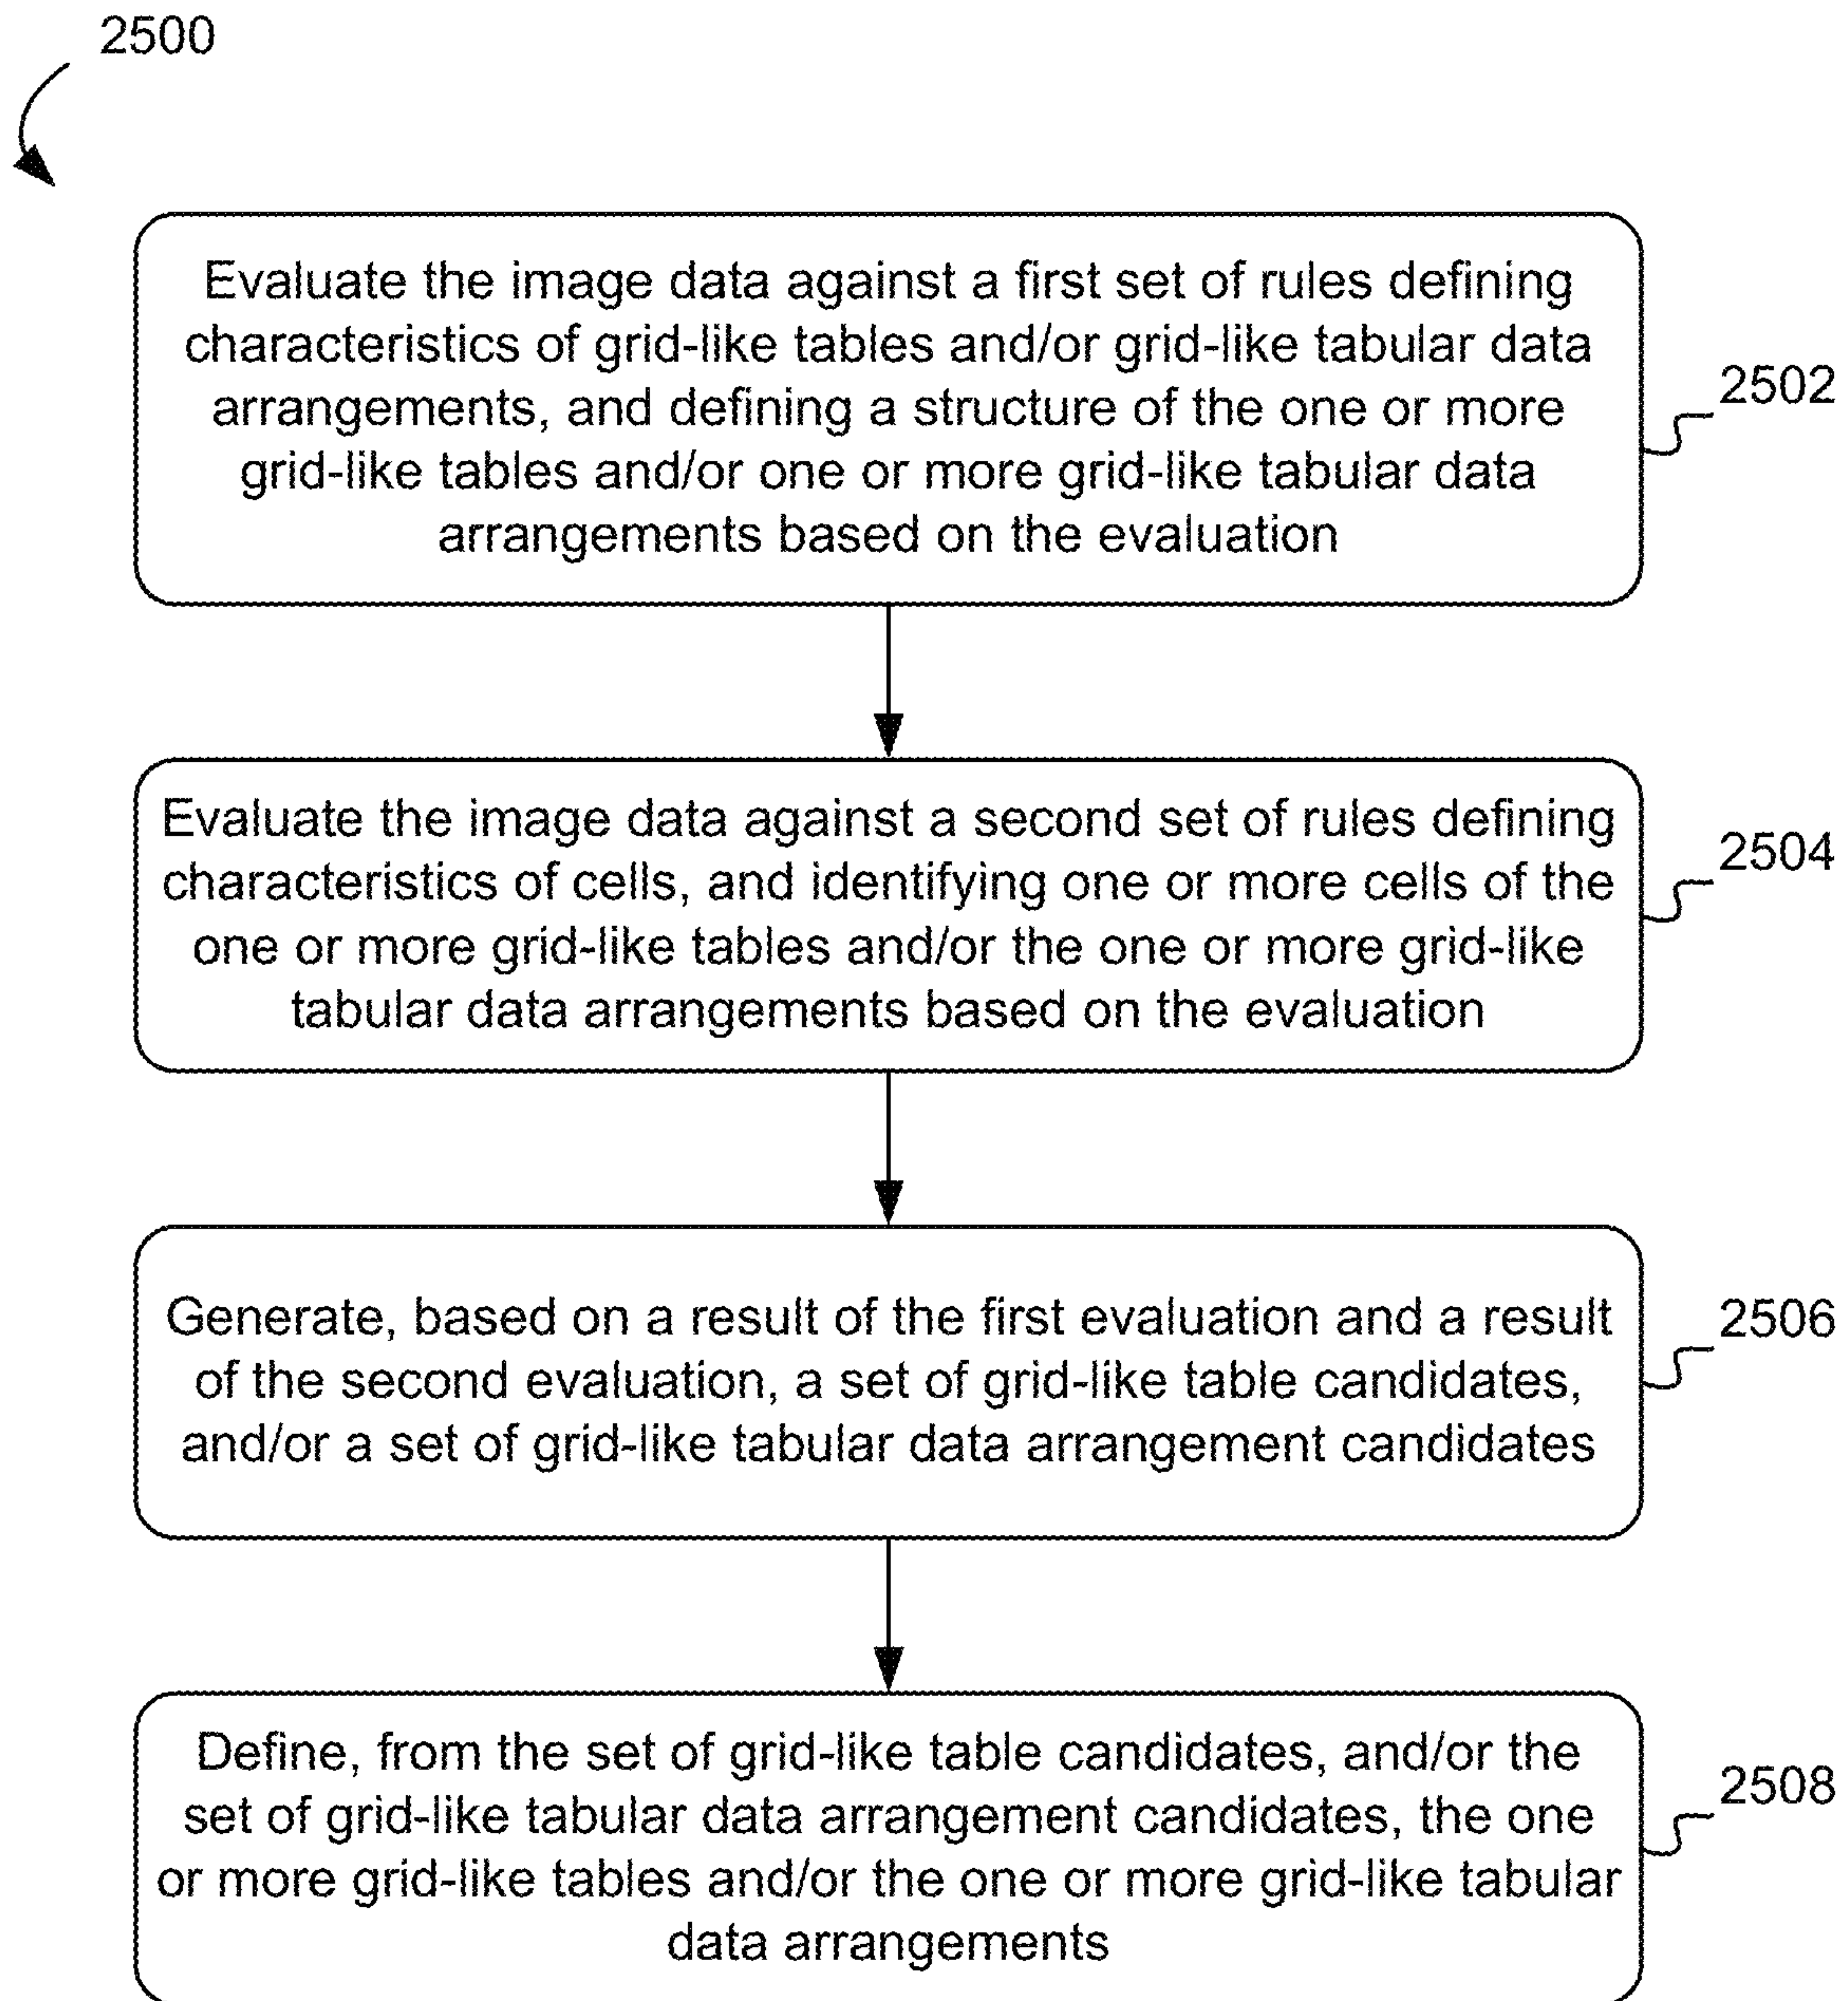 2500
Evaluate the image data against a first set of rules defining
characteristics of grid-like tables and/or grid-like tabular data
arrangements, and defining a structure of the one or more
grid-like tables and/or one or more grid-like tabular data
arrangements based on the evaluation
2502
Evaluate the image data against a second set of rules defining
characteristics of cells, and identifying one or more cells of the
one or more grid-like tables and/or the one or more grid-like
tabular data arrangements based on the evaluation
2504
Generate, based on a result of the first evaluation and a result
of the second evaluation, a set of grid-like table candidates,
and/or a set of grid-like tabular data arrangement candidates
2506
Define, from the set of grid-like table candidates, and/or the
set of grid-like tabular data arrangement candidates, the one
or more grid-like tables and/or the one or more grid-like tabular
data arrangements
2508